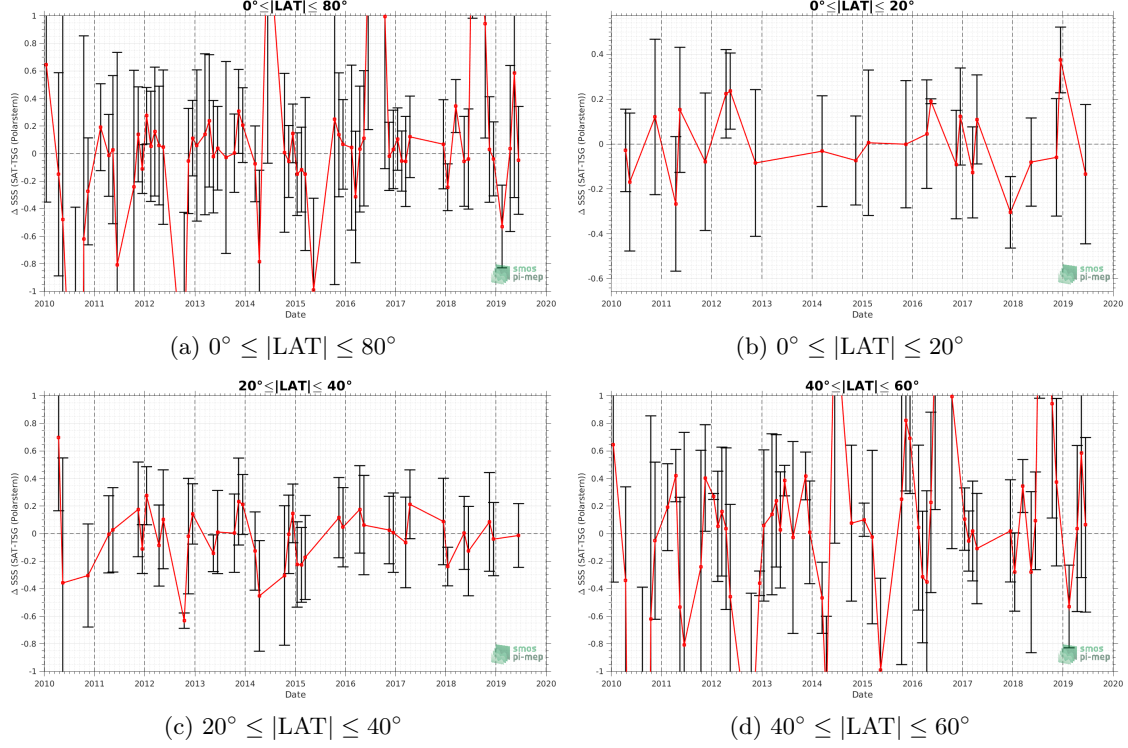 0°≤|LAT|≤ 80°
Δ SSS (SAT-TSG (Polarstern))
1
0.8
0.6
0.4
0.2
0
-0.2
-0.4
-0.6
-0.8
-1
2010 2011 2012 2013 2014 2015 2016 2017 2018 2019 2020
Date
smos
pi-mep
(a) 0° ≤ |LAT| ≤ 80°
0°≤|LAT|≤ 20°
Δ SSS (SAT-TSG (Polarstern))
0.4
0.2
0
-0.2
-0.4
-0.6
2010 2011 2012 2013 2014 2015 2016 2017 2018 2019 2020
Date
smos
pi-mep
(b) 0° ≤ |LAT| ≤ 20°
20°≤|LAT|≤ 40°
Δ SSS (SAT-TSG (Polarstern))
1
0.8
0.6
0.4
0.2
0
-0.2
-0.4
-0.6
-0.8
-1
2010 2011 2012 2013 2014 2015 2016 2017 2018 2019 2020
Date
smos
pi-mep
(c) 20° ≤ |LAT| ≤ 40°
40°≤|LAT|≤ 60°
Δ SSS (SAT-TSG (Polarstern))
1
0.8
0.6
0.4
0.2
0
-0.2
-0.4
-0.6
-0.8
-1
2010 2011 2012 2013 2014 2015 2016 2017 2018 2019 2020
Date
smos
pi-mep
(d) 40° ≤ |LAT| ≤ 60°